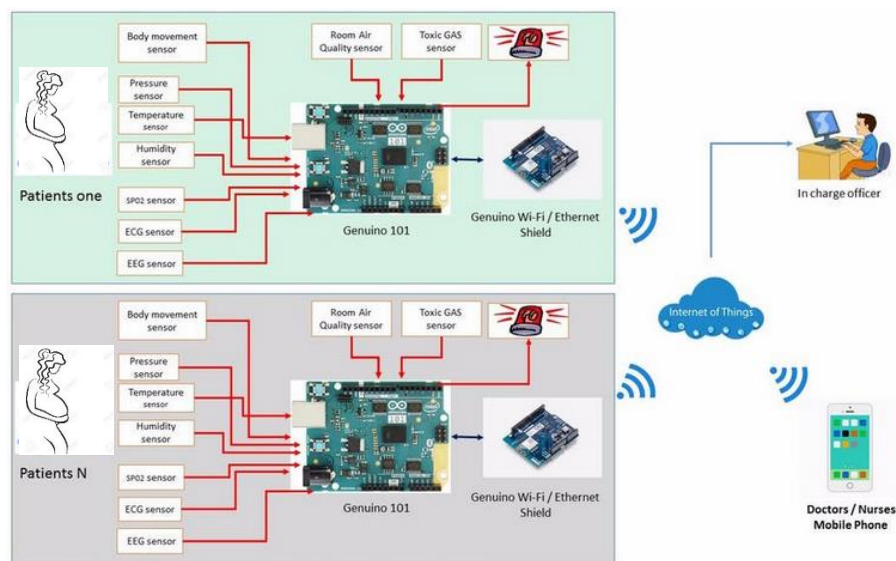 Body movement
sensor
Room Air
Quality sensor
Toxic GAS
sensor
Pressure
sensor
Temperature
sensor
Humidity
sensor
Patients one
SP02 sensor
ECG sensor
EEG sensor
101
Genuino 101
Genuino Wi-Fi / Ethernet
Shield
In charge officer
Internet of Things
Body movement
sensor
Room Air
Quality sensor
Toxic GAS
sensor
Pressure
sensor
Temperature
sensor
Humidity
sensor
Patients N
SP02 sensor
ECG sensor
EEG sensor
101
Genuino 101
Genuino Wi-Fi / Ethernet
Shield
Doctors / Nurses
Mobile Phone